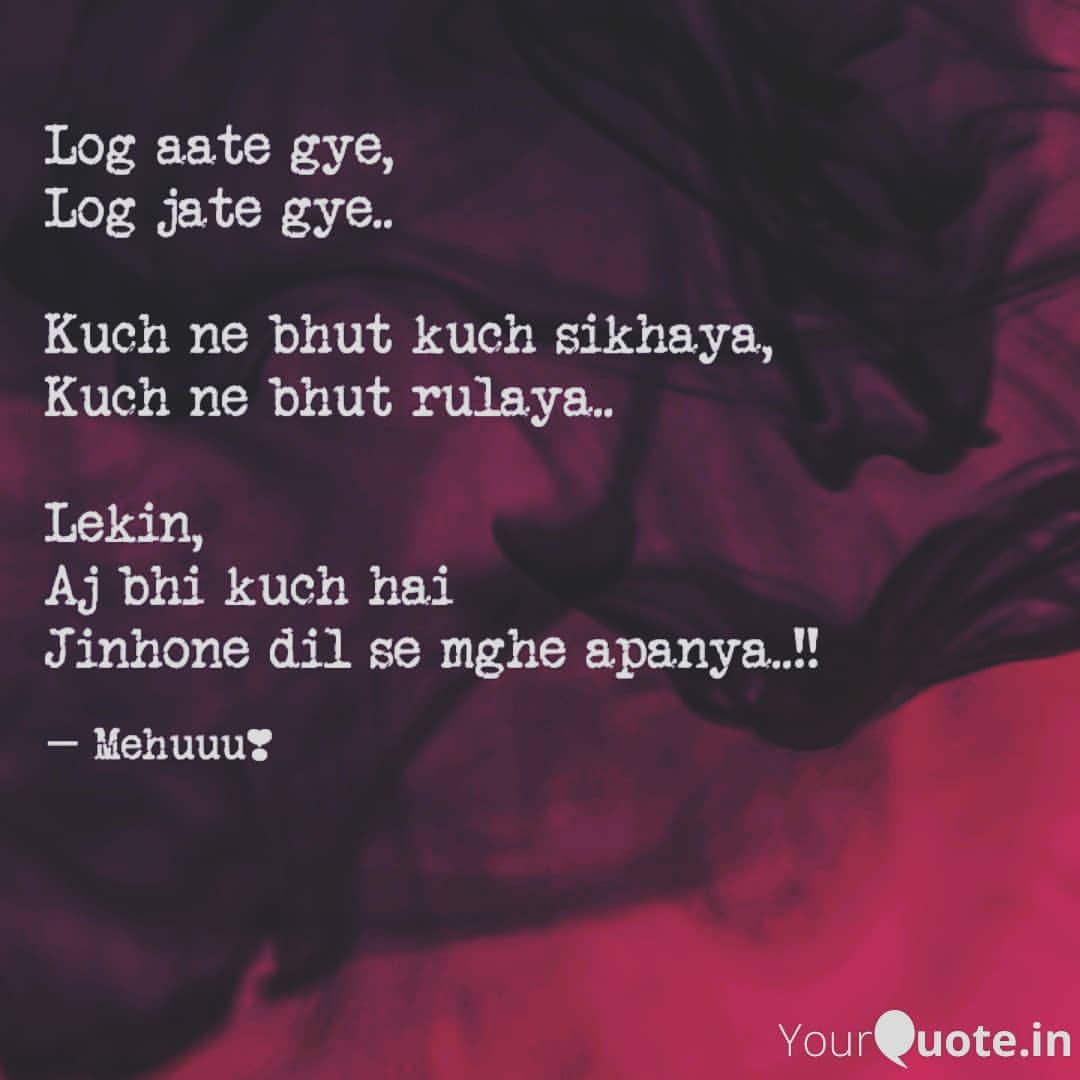 Log aate gye,
Log jate gye..
Kuch ne bhut kuch sikhaya,
Kuch ne bhut rulaya..
Lekin,
Aj bhi kuch hai
Jinhone dil se mghe apanya..!!
— Mehuuu❣
YourQuote.in